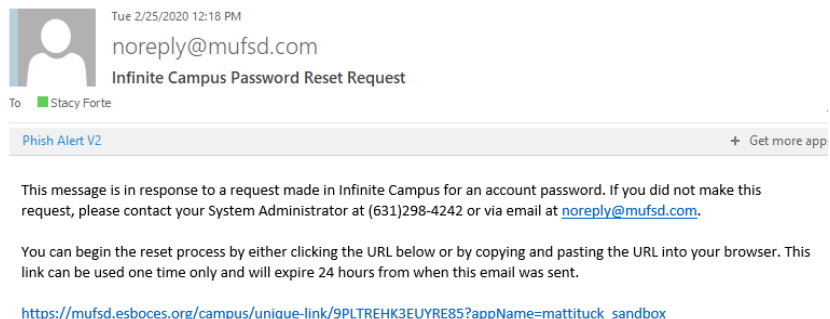 Tue 2/25/2020 12:18 PM
noreply@mufsd.com
Infinite Campus Password Reset Request
To Stacy Forte
Phish Alert V2 + Get more app
This message is in response to a request made in Infinite Campus for an account password. If you did not make this
request, please contact your System Administrator at (631)298-4242 or via email at noreply@mufsd.com.
You can begin the reset process by either clicking the URL below or by copying and pasting the URL into your browser. This
link can be used one time only and will expire 24 hours from when this email was sent.
https://mufsd.esboces.org/campus/unique-link/9PLTREHK3EUYRE85?appName=mattituck_sandbox